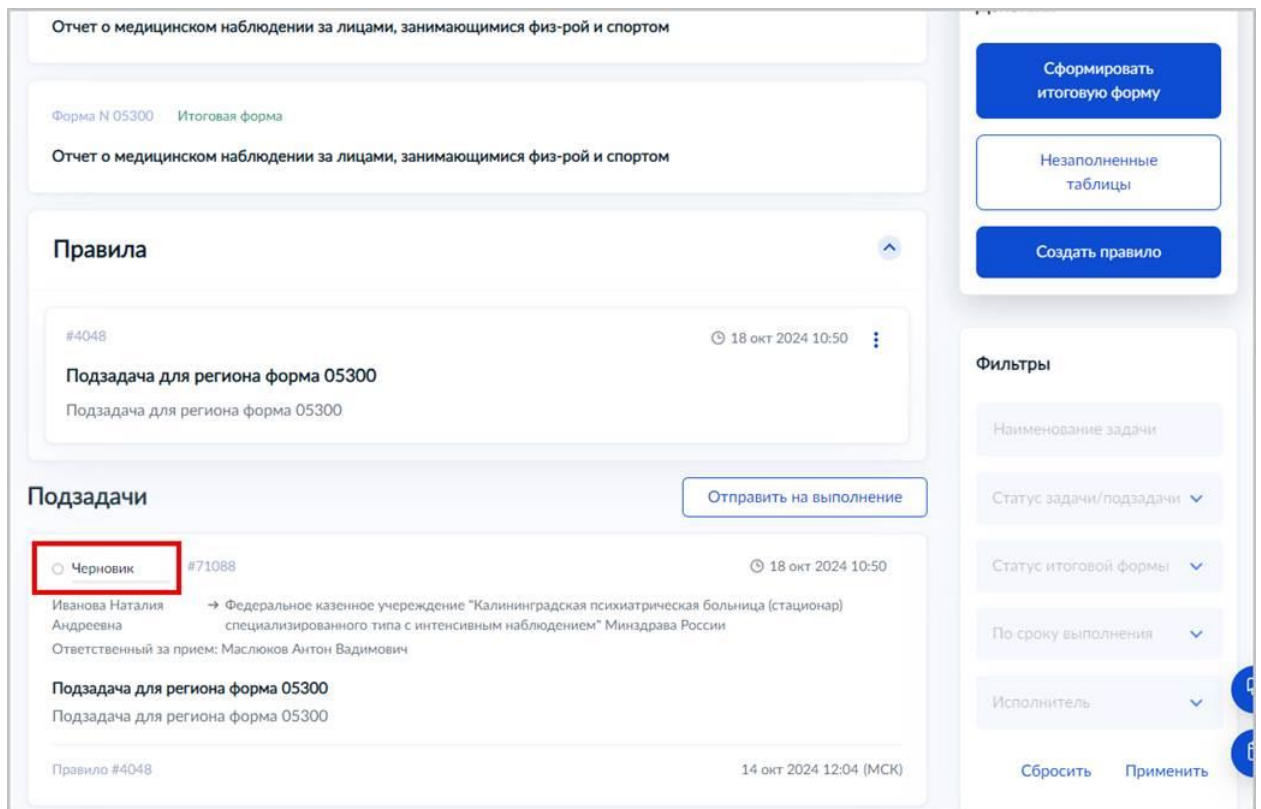 Отчет о медицинском наблюдении за лицами, занимающимися физ-рой и спортом
Форма N 05300 Итоговая форма
Отчет о медицинском наблюдении за лицами, занимающимися физ-рой и спортом
Правила
#4048
18 окт 2024 10:50
Подзадача для региона форма 05300
Подзадача для региона форма 05300
Подзадачи
Отправить на выполнение
Черновик
#71088
18 окт 2024 10:50
Иванова Наталия
Андреевна
→ Федеральное казенное учереждение "Калининградская психиатрическая больница (стационар)
специализированного типа с интенсивным наблюдением" Минздрава России
Ответственный за прием: Маслюков Антон Вадимович
Подзадача для региона форма 05300
Подзадача для региона форма 05300
Правило #4048
14 окт 2024 12:04 (МСК)
Сформировать
итоговую форму
Незаполненные
таблицы
Создать правило
Фильтры
Наименование задачи
Статус задачи/подзадачи
Статус итоговой формы
По сроку выполнения
Исполнитель
Сбросить
Применить